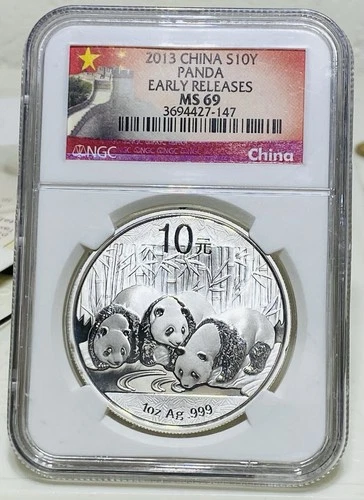 2013 CHINA S10Y
PANDA
EARLY RELEASES
MS 69
3694427-147
NGC
China
10元
1oz Ag .999